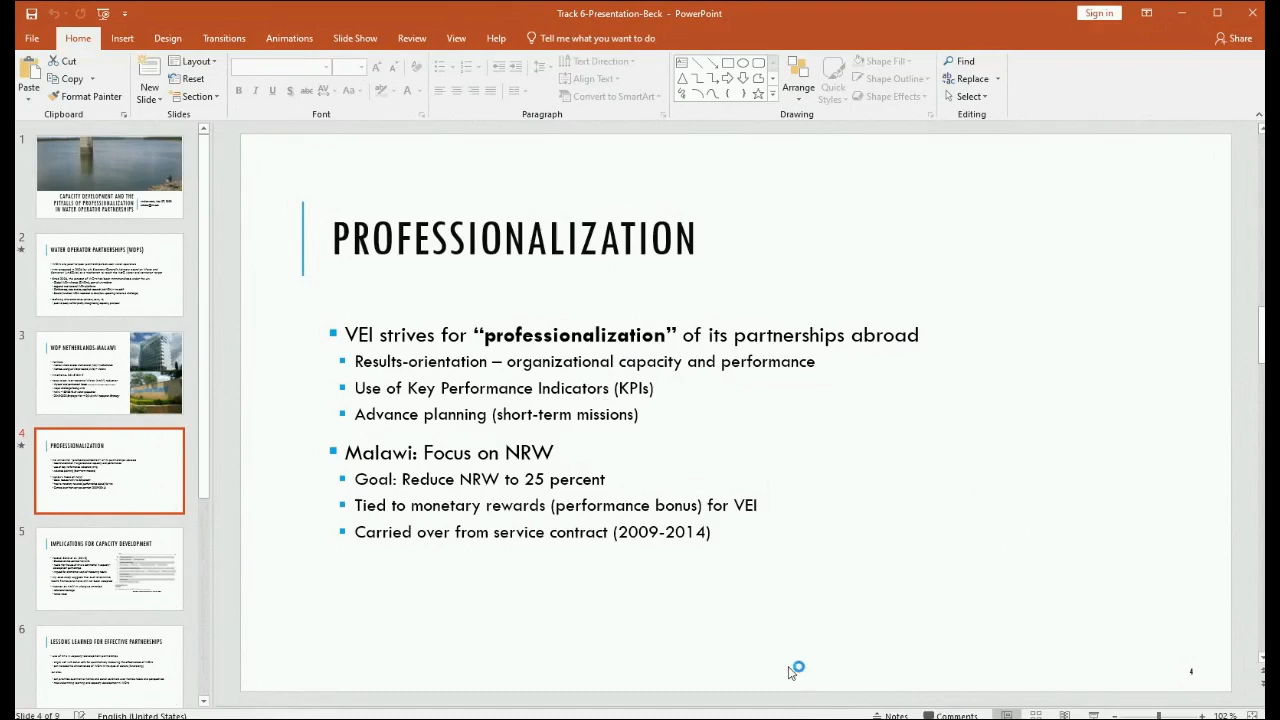 Track 6-Presentation-Beck - PowerPoint
Sign in
File Home Insert Design Transitions Animations Slide Show Review View Help Tell me what you want to do Share
Paste
Cut
Copy
Format Painter
Clipboard
New Slide
Layout
Reset
Section
Slides
Font
Text Direction
Align Text
Convert to SmartArt
Paragraph
Arrange
Quick Styles
Shape Fill
Shape Outline
Shape Effects
Drawing
Find
Replace
Select
Editing
1
CAPACITY DEVELOPMENT AND THE
PITFALLS OF PROFESSIONALIZATION
IN WATER OPERATOR PARTNERSHIPS
2
WATER OPERATOR PARTNERSHIPS (WOPS)
3
WOP NETHERLANDS-MALAWI
4
PROFESSIONALIZATION
5
IMPLICATIONS FOR CAPACITY DEVELOPMENT
6
LESSONS LEARNED FOR EFFECTIVE PARTNERSHIPS
PROFESSIONALIZATION
VEI strives for “professionalization” of its partnerships abroad
Results-orientation – organizational capacity and performance
Use of Key Performance Indicators (KPIs)
Advance planning (short-term missions)
Malawi: Focus on NRW
Goal: Reduce NRW to 25 percent
Tied to monetary rewards (performance bonus) for VEI
Carried over from service contract (2009-2014)
4
Slide 4 of 9 English (United States) Notes Comments 102 %